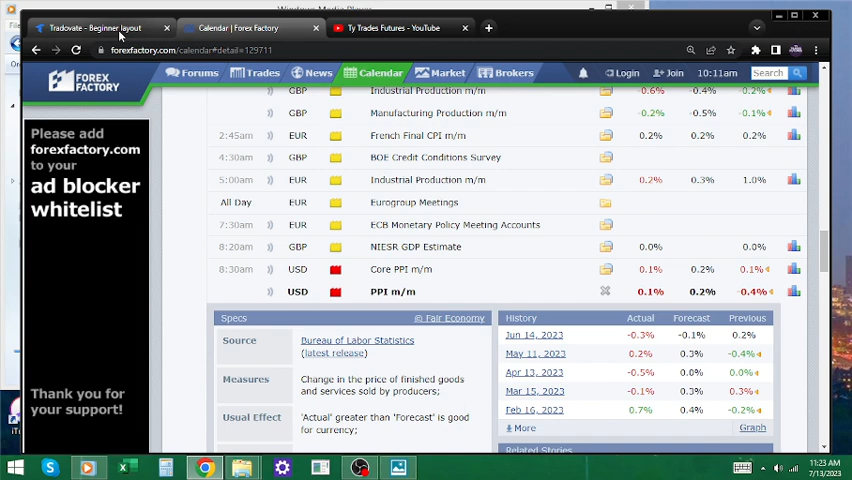 Windows Media Player
Tradovate - Beginner layout
Calendar | Forex Factory
Ty Trades Futures - YouTube
forexfactory.com/calendar#detail=129711
FOREX
FACTORY
Forums
Trades
News
Calendar
Market
Brokers
Login
Join
10:11am
Search
Please add
forexfactory.com
to your
ad blocker
whitelist
Thank you for
your support!
GBP Industrial Production m/m -0.6% -0.4% -0.2%
GBP Manufacturing Production m/m -0.2% -0.5% -0.1%
2:45am EUR French Final CPI m/m 0.2% 0.2% 0.2%
4:30am GBP BOE Credit Conditions Survey
5:00am EUR Industrial Production m/m 0.2% 0.3% 1.0%
All Day EUR Eurogroup Meetings
7:30am EUR ECB Monetary Policy Meeting Accounts
8:20am GBP NIESR GDP Estimate 0.0% 0.0%
8:30am USD Core PPI m/m 0.1% 0.2% 0.1%
USD PPI m/m 0.1% 0.2% -0.4%
Specs @ Fair Economy
Source Bureau of Labor Statistics
(latest release)
Measures Change in the price of finished goods
and services sold by producers;
Usual Effect 'Actual' greater than 'Forecast' is good
for currency;
History Actual Forecast Previous
Jun 14, 2023 -0.3% -0.1% 0.2%
May 11, 2023 0.2% 0.3% -0.4%
Apr 13, 2023 -0.5% 0.0% 0.0%
Mar 15, 2023 -0.1% 0.3% 0.3%
Feb 16, 2023 0.7% 0.4% -0.2%
More Graph
Related Stories
11:23 AM
7/13/2023